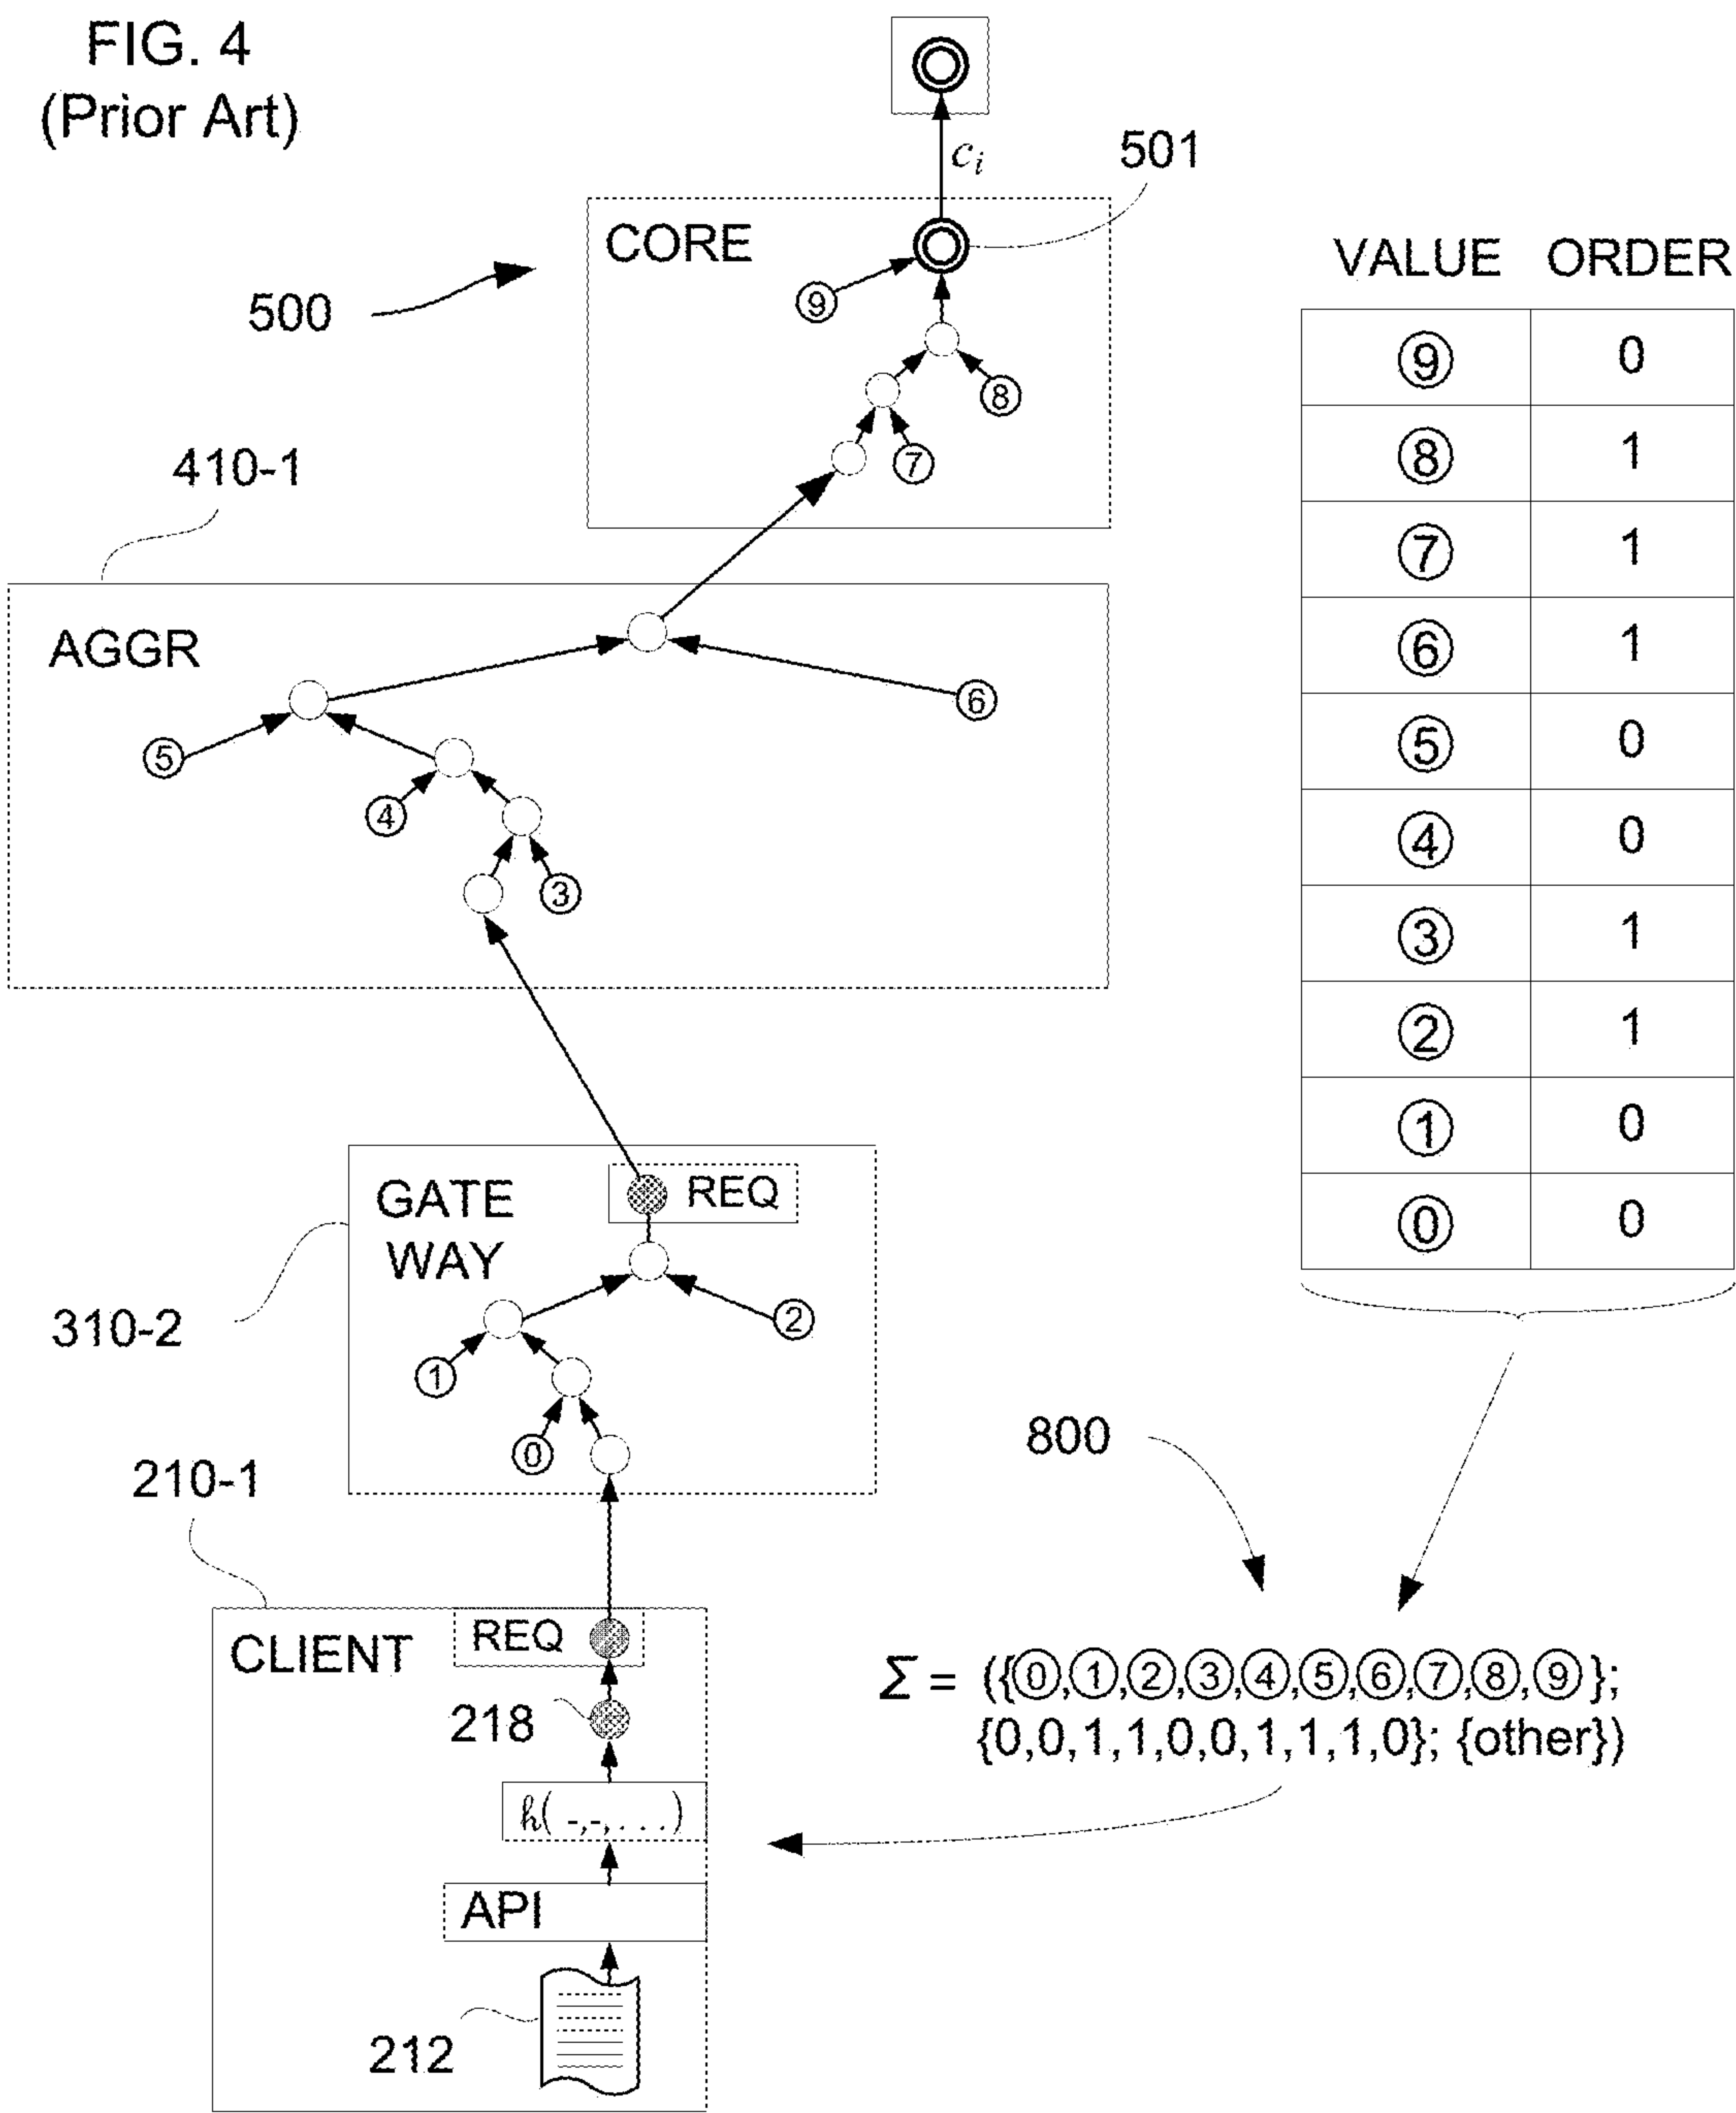 FIG. 4
(Prior Art)
c_i
501
CORE
500
⑨
⑧
⑦
410-1
AGGR
⑥
⑤
④
③
GATE
WAY
REQ
310-2
②
①
⓪
210-1
CLIENT
REQ
218
h( -,-, . . .)
API
212
VALUE ORDER
⑨ 0
⑧ 1
⑦ 1
⑥ 1
⑤ 0
④ 0
③ 1
② 1
① 0
⓪ 0
800
Σ = ({⓪,①,②,③,④,⑤,⑥,⑦,⑧,⑨};
{0,0,1,1,0,0,1,1,1,0}; {other})